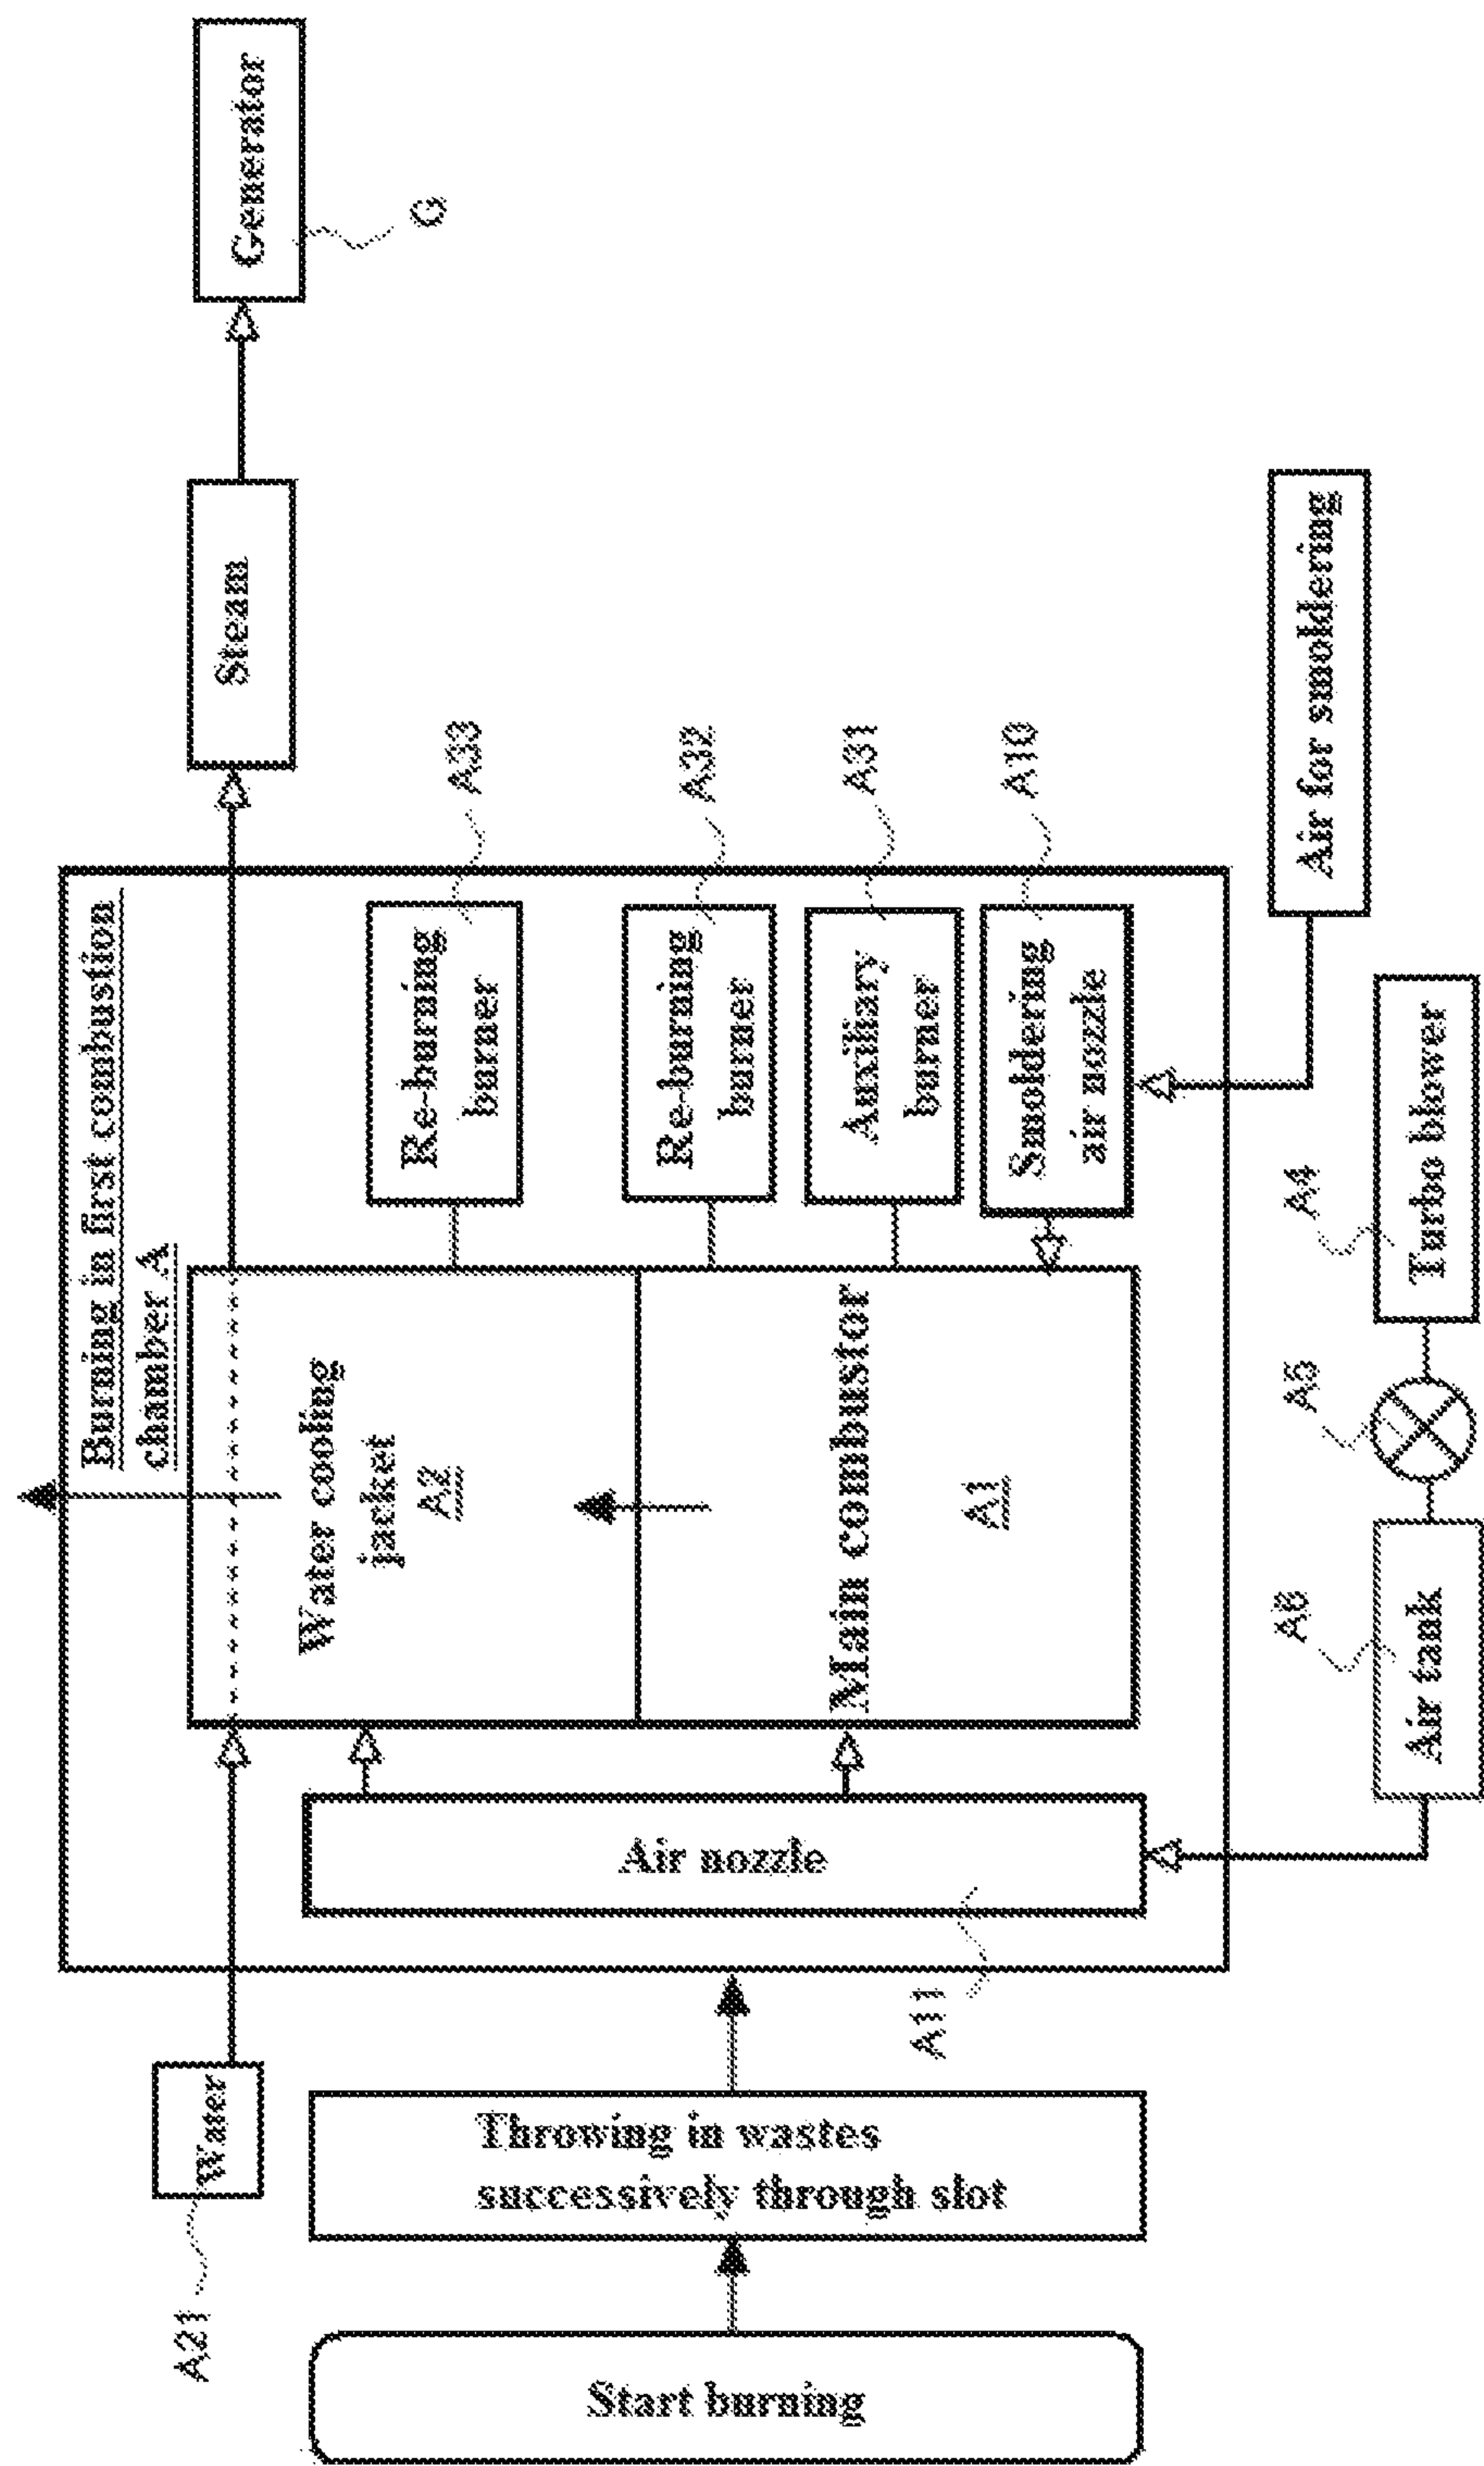 Generator
G
Steam
Burning in first combustion
chamber A
Re-burning
burner
A33
Re-burning
burner
A32
Auxiliary
burner
A31
Smoldering
air nozzle
A10
Air for smoldering
Water cooling
jacket
A2
Main combustor
A1
Turbo blower
A4
A5
Air tank
A6
Air nozzle
A11
Water
A21
Throwing in wastes
successively through slot
Start burning